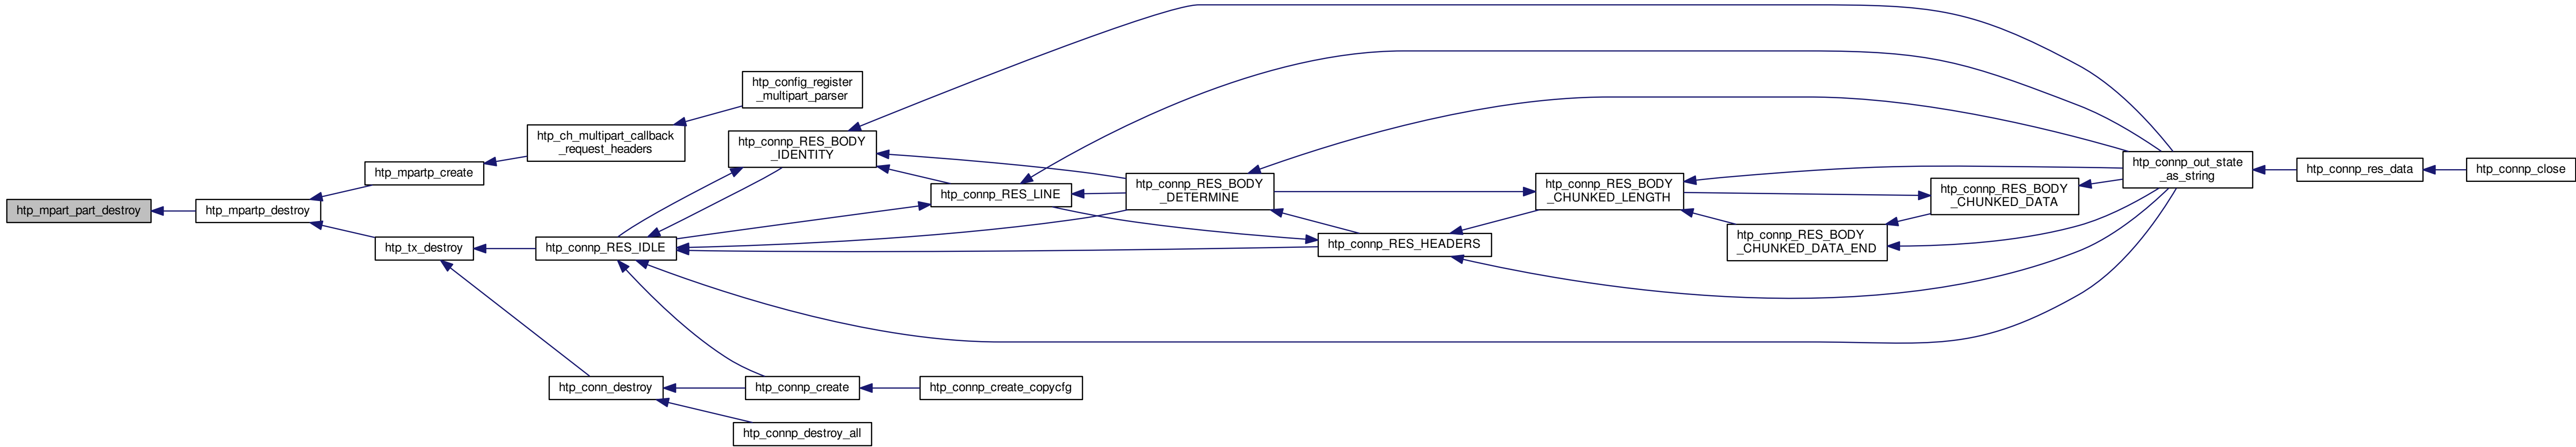 htp_mpart_part_destroy
htp_mpartp_destroy
htp_mpartp_create
htp_tx_destroy
htp_ch_multipart_callback
_request_headers
htp_config_register
_multipart_parser
htp_connp_RES_IDLE
htp_conn_destroy
htp_connp_RES_BODY
_IDENTITY
htp_connp_create
htp_connp_destroy_all
htp_connp_RES_LINE
htp_connp_create_copycfg
htp_connp_RES_BODY
_DETERMINE
htp_connp_RES_HEADERS
htp_connp_RES_BODY
_CHUNKED_LENGTH
htp_connp_RES_BODY
_CHUNKED_DATA_END
htp_connp_RES_BODY
_CHUNKED_DATA
htp_connp_out_state
_as_string
htp_connp_res_data
htp_connp_close